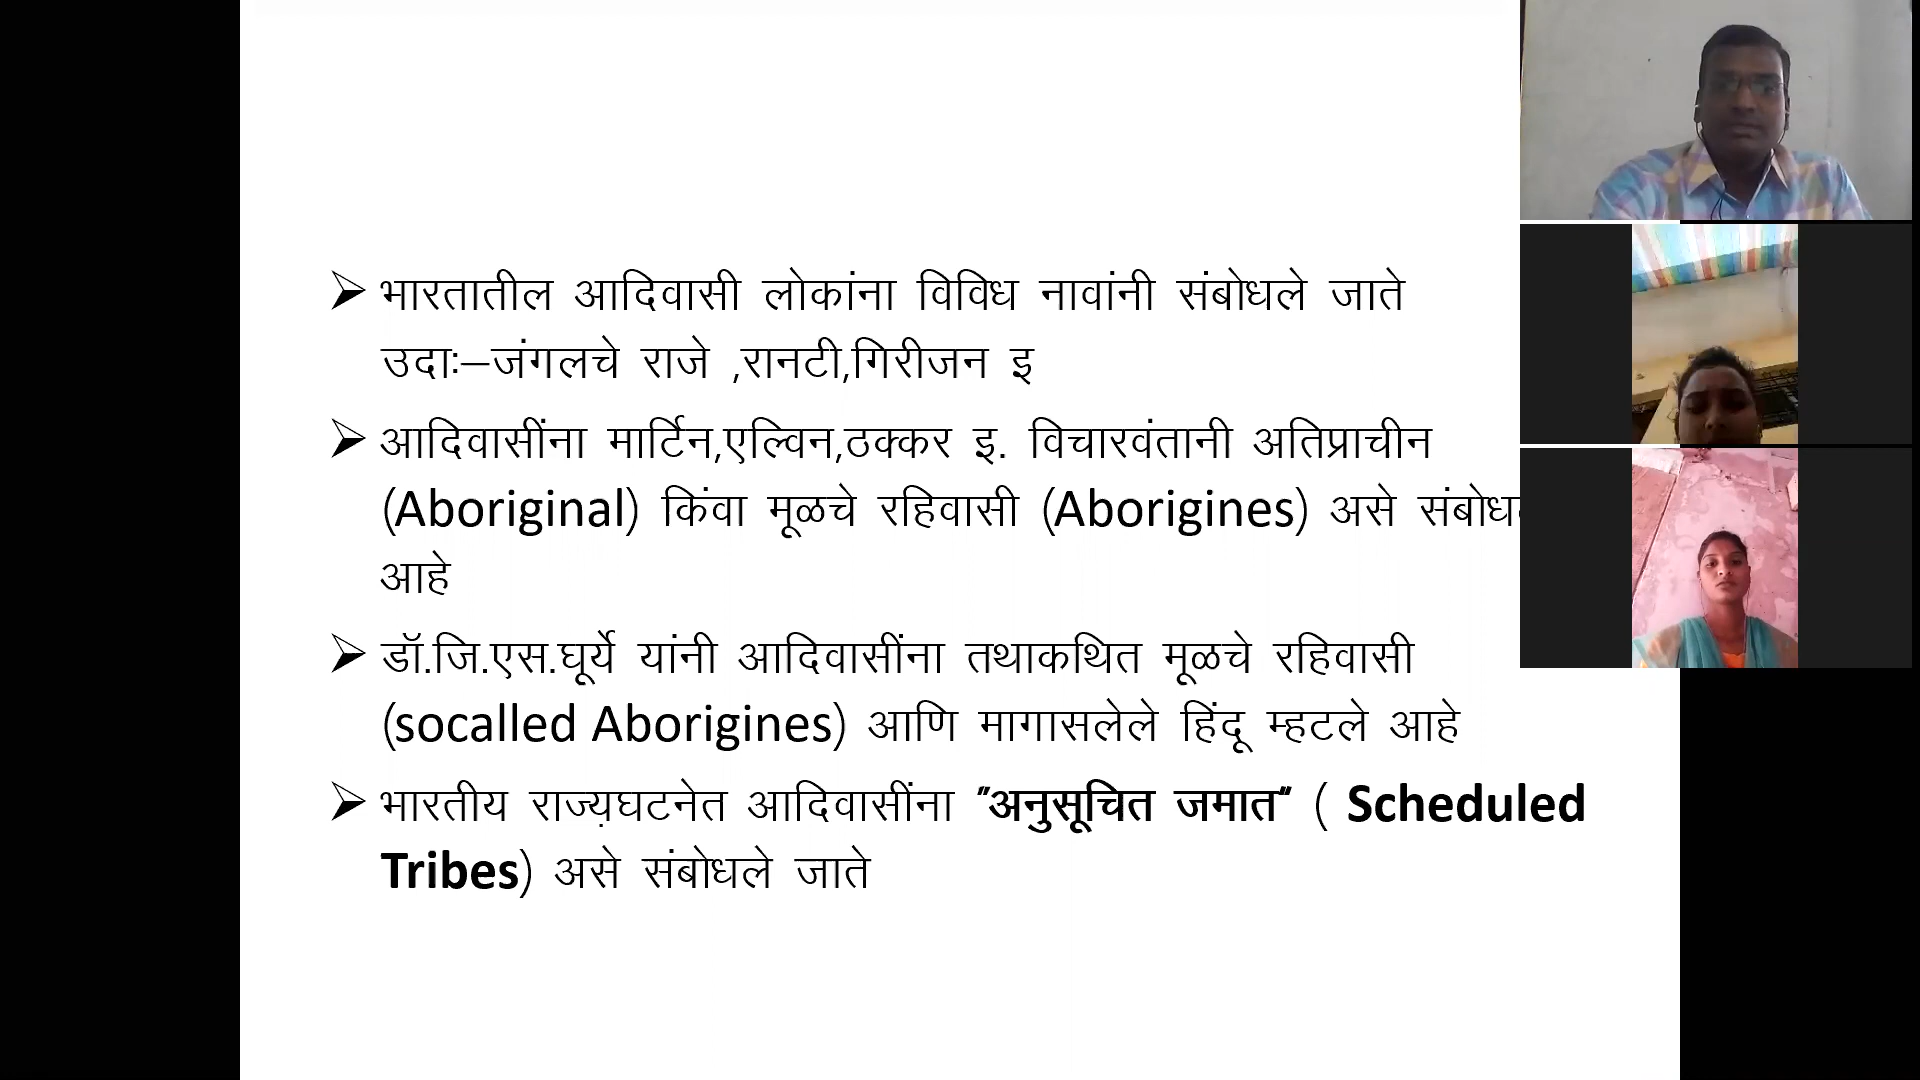 भारतातील आदिवासी लोकांना विविध नावांनी संबोधले जाते
उदाः–जंगलचे राजे ,रानटी,गिरीजन इ
आदिवासींना मार्टिन,एल्विन,ठक्कर इ. विचारवंतानी अतिप्राचीन
(Aboriginal) किंवा मूळचे रहिवासी (Aborigines) असे
आहे
डॉ.जि.एस.घूर्ये यांनी आदिवासींना तथाकथित मूळचे रहिवासी
(socalled Aborigines) आणि मागासलेले हिंदू म्हटले आहे
भारतीय राज्यघटनेत आदिवासींना "अनुसूचित जमात" ( Scheduled
Tribes) असे संबोधले जाते